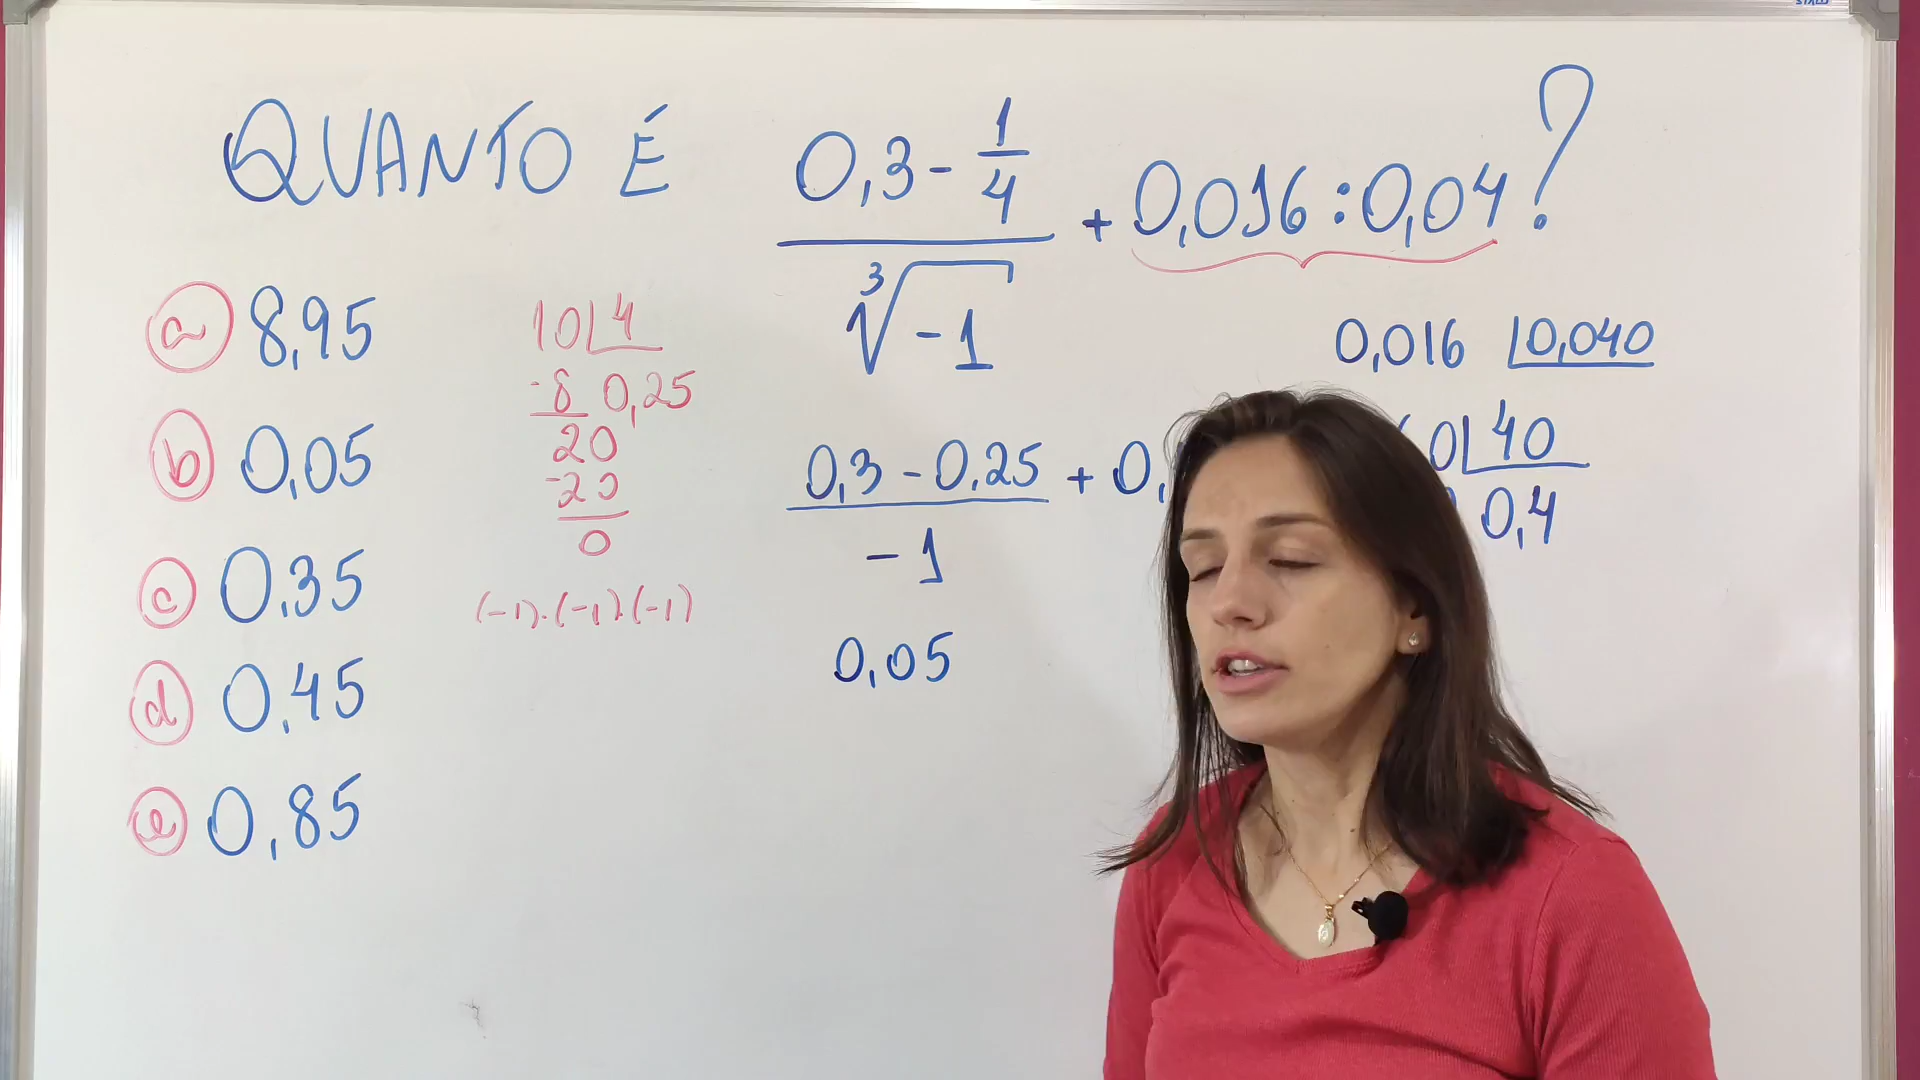 QUANTO É
0,3 - 1/4
∛-1
+ 0,016 : 0,04 ?
a 8,95
b 0,05
c 0,35
d 0,45
e 0,85
10 4
-8 0,25
20
-20
0
(-1).(-1).(-1)
0,3 - 0,25 + 0,
-1
0,05
0,016 0,040
0 40
0,4